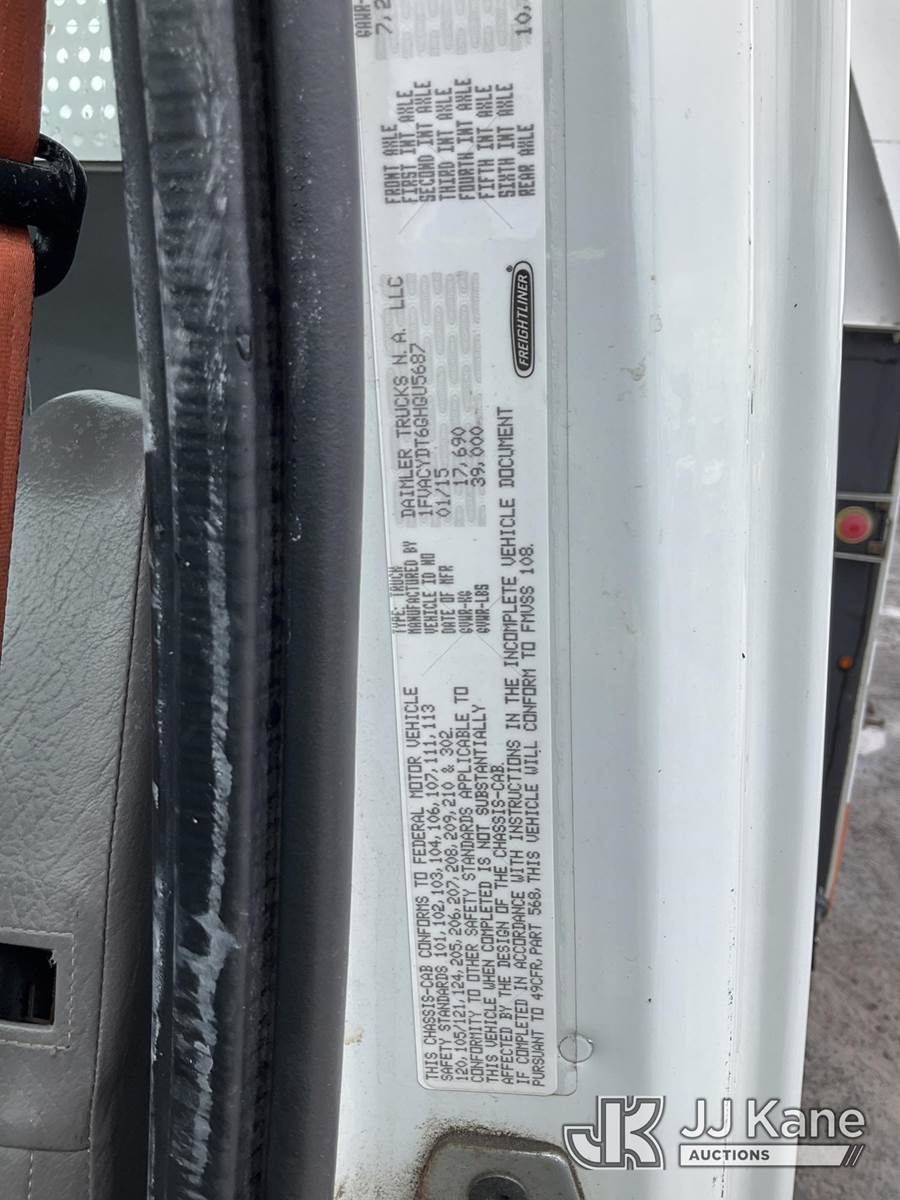 THIS CHASSIS-CAB CONFORMS TO FEDERAL MOTOR VEHICLE
SAFETY STANDARDS 101, 102, 103, 104, 106, 107, 111, 113
120, 105/121, 124, 205, 206, 207, 208, 209, 210 & 302.
CONFORMITY TO OTHER SAFETY STANDARDS APPLICABLE TO
THIS VEHICLE WHEN COMPLETED IS NOT SUBSTANTIALLY
AFFECTED BY THE DESIGN OF THE CHASSIS-CAB.
IF COMPLETED IN ACCORDANCE WITH INSTRUCTIONS IN THE INCOMPLETE VEHICLE DOCUMENT
PURSUANT TO 49CFR, PART 568, THIS VEHICLE WILL CONFORM TO FMVSS 108.
TYPE: TRUCK
MANUFACTURED BY DAIMLER TRUCKS N.A. LLC
VEHICLE ID NO 1FVACYDT6GHGU5687
DATE OF MFR 01/15
GVWR-KG 17,690
GVWR-LBS 39,000
FREIGHTLINER®
GAWR-
FRONT AXLE 7,2
FIRST INT AXLE
SECOND INT AXLE
THIRD INT AXLE
FOURTH INT AXLE
FIFTH INT AXLE
SIXTH INT AXLE
REAR AXLE 10,
JK JJ Kane
AUCTIONS